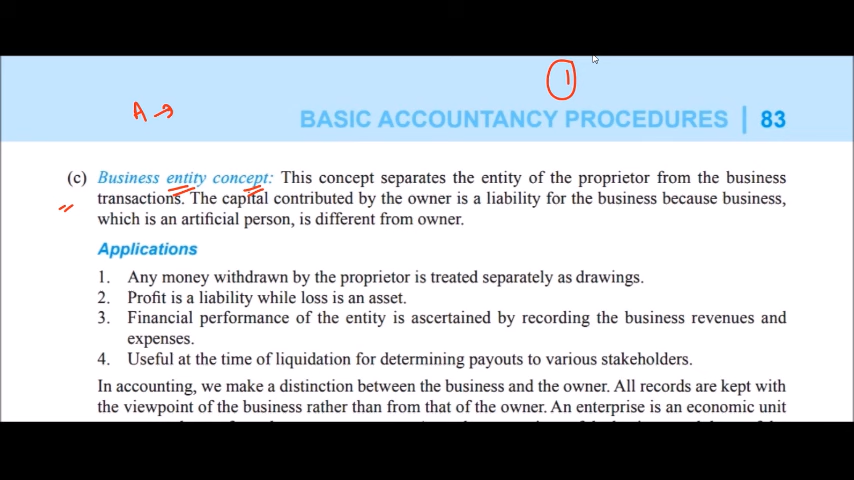 1
A →
BASIC ACCOUNTANCY PROCEDURES | 83
(c) Business entity concept: This concept separates the entity of the proprietor from the business
transactions. The capital contributed by the owner is a liability for the business because business,
which is an artificial person, is different from owner.
Applications
1. Any money withdrawn by the proprietor is treated separately as drawings.
2. Profit is a liability while loss is an asset.
3. Financial performance of the entity is ascertained by recording the business revenues and
expenses.
4. Useful at the time of liquidation for determining payouts to various stakeholders.
In accounting, we make a distinction between the business and the owner. All records are kept with
the viewpoint of the business rather than from that of the owner. An enterprise is an economic unit